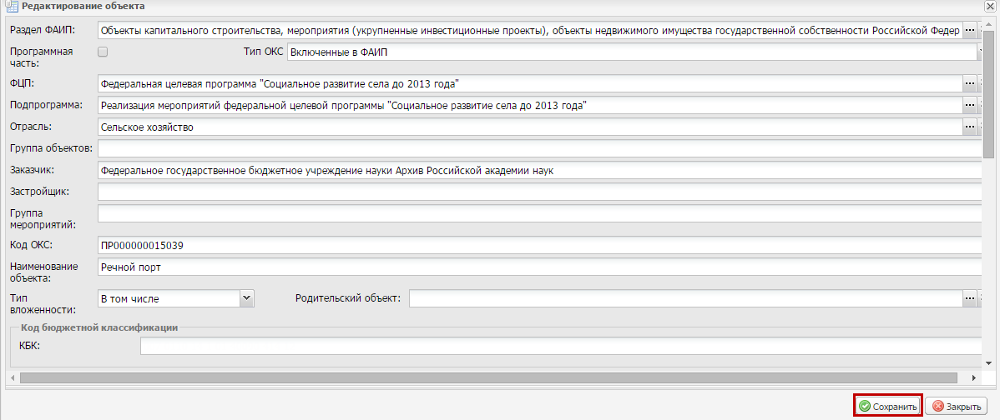 Редактирование объекта
Раздел ФАИП: Объекты капитального строительства, мероприятия (укрупненные инвестиционные проекты), объекты недвижимого имущества государственной собственности Российской Федер
Программная часть: Тип ОКС Включенные в ФАИП
ФЦП: Федеральная целевая программа "Социальное развитие села до 2013 года"
Подпрограмма: Реализация мероприятий федеральной целевой программы "Социальное развитие села до 2013 года"
Отрасль: Сельское хозяйство
Группа объектов:
Заказчик: Федеральное государственное бюджетное учреждение науки Архив Российской академии наук
Застройщик:
Группа мероприятий:
Код ОКС: ПР000000015039
Наименование объекта: Речной порт
Тип вложенности: В том числе Родительский объект:
Код бюджетной классификации
КБК:
Сохранить Закрыть